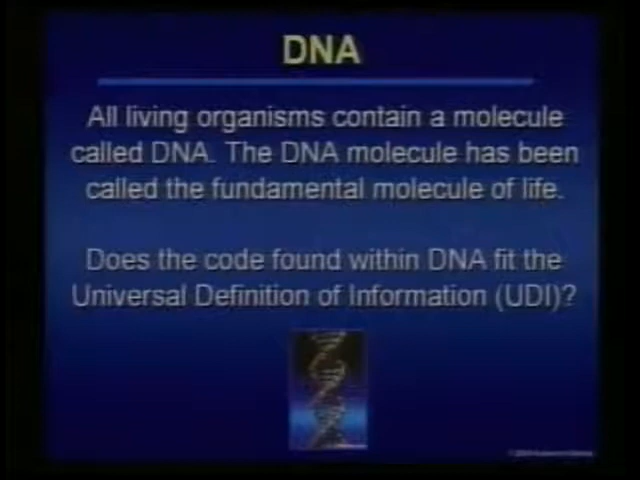 DNA
All living organisms contain a molecule
called DNA. The DNA molecule has been
called the fundamental molecule of life.
Does the code found within DNA fit the
Universal Definition of Information (UDI)?